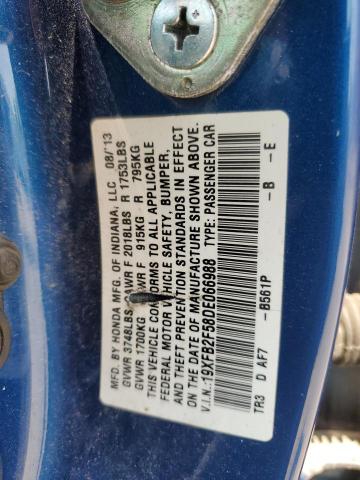 MFD. BY HONDA MFG. OF INDIANA, LLC 08/'13
GVWR 3748LBS GAWR F 2018LBS R 1753LBS
GVWR 1700KG GAWR F 915KG R 795KG
THIS VEHICLE CONFORMS TO ALL APPLICABLE
FEDERAL MOTOR VEHICLE SAFETY, BUMPER,
AND THEFT PREVENTION STANDARDS IN EFFECT
ON THE DATE OF MANUFACTURE SHOWN ABOVE.
V.I.N.:19XFB2F58DE066988 TYPE: PASSENGER CAR
TR3 D AF7 -B561P -B -E